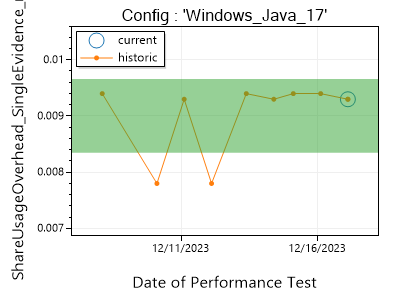 Config : 'Windows_Java_17'
current
historic
0.01
0.009
0.008
0.007
ShareUsageOverhead_SingleEvidence_
12/11/2023
12/16/2023
Date of Performance Test